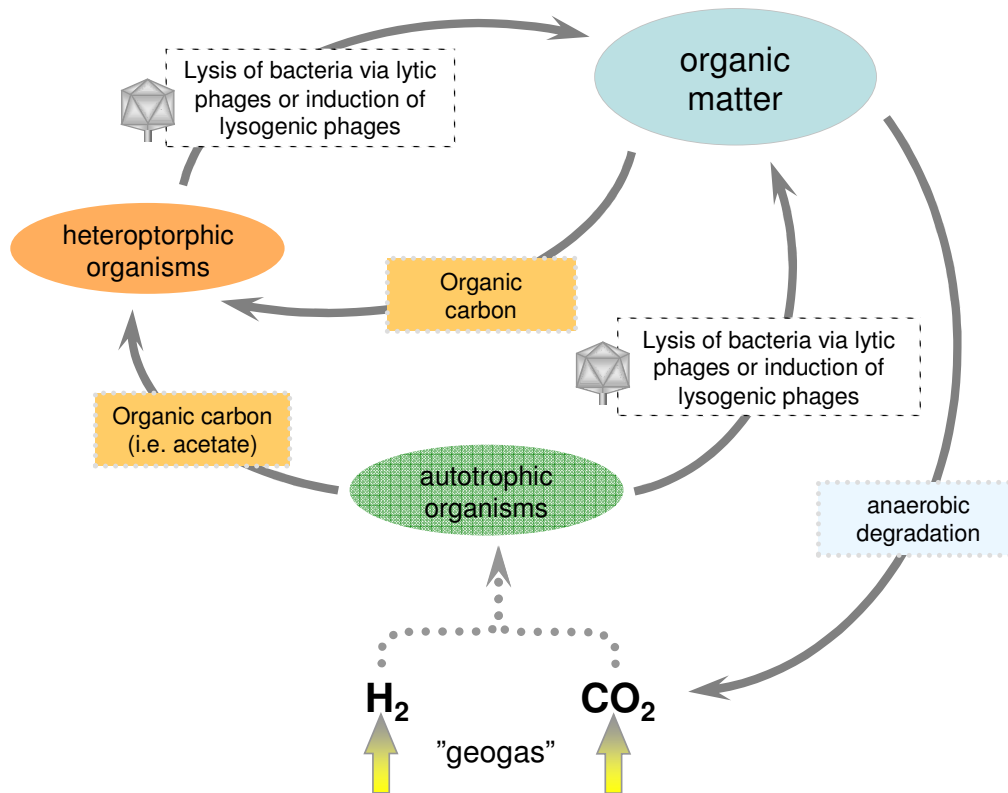 Lysis of bacteria via lytic
phages or induction of
lysogenic phages
organic
matter
heteroptorphic
organisms
Organic
carbon
Lysis of bacteria via lytic
phages or induction of
lysogenic phages
Organic carbon
(i.e. acetate)
autotrophic
organisms
anaerobic
degradation
H₂
CO₂
”geogas”